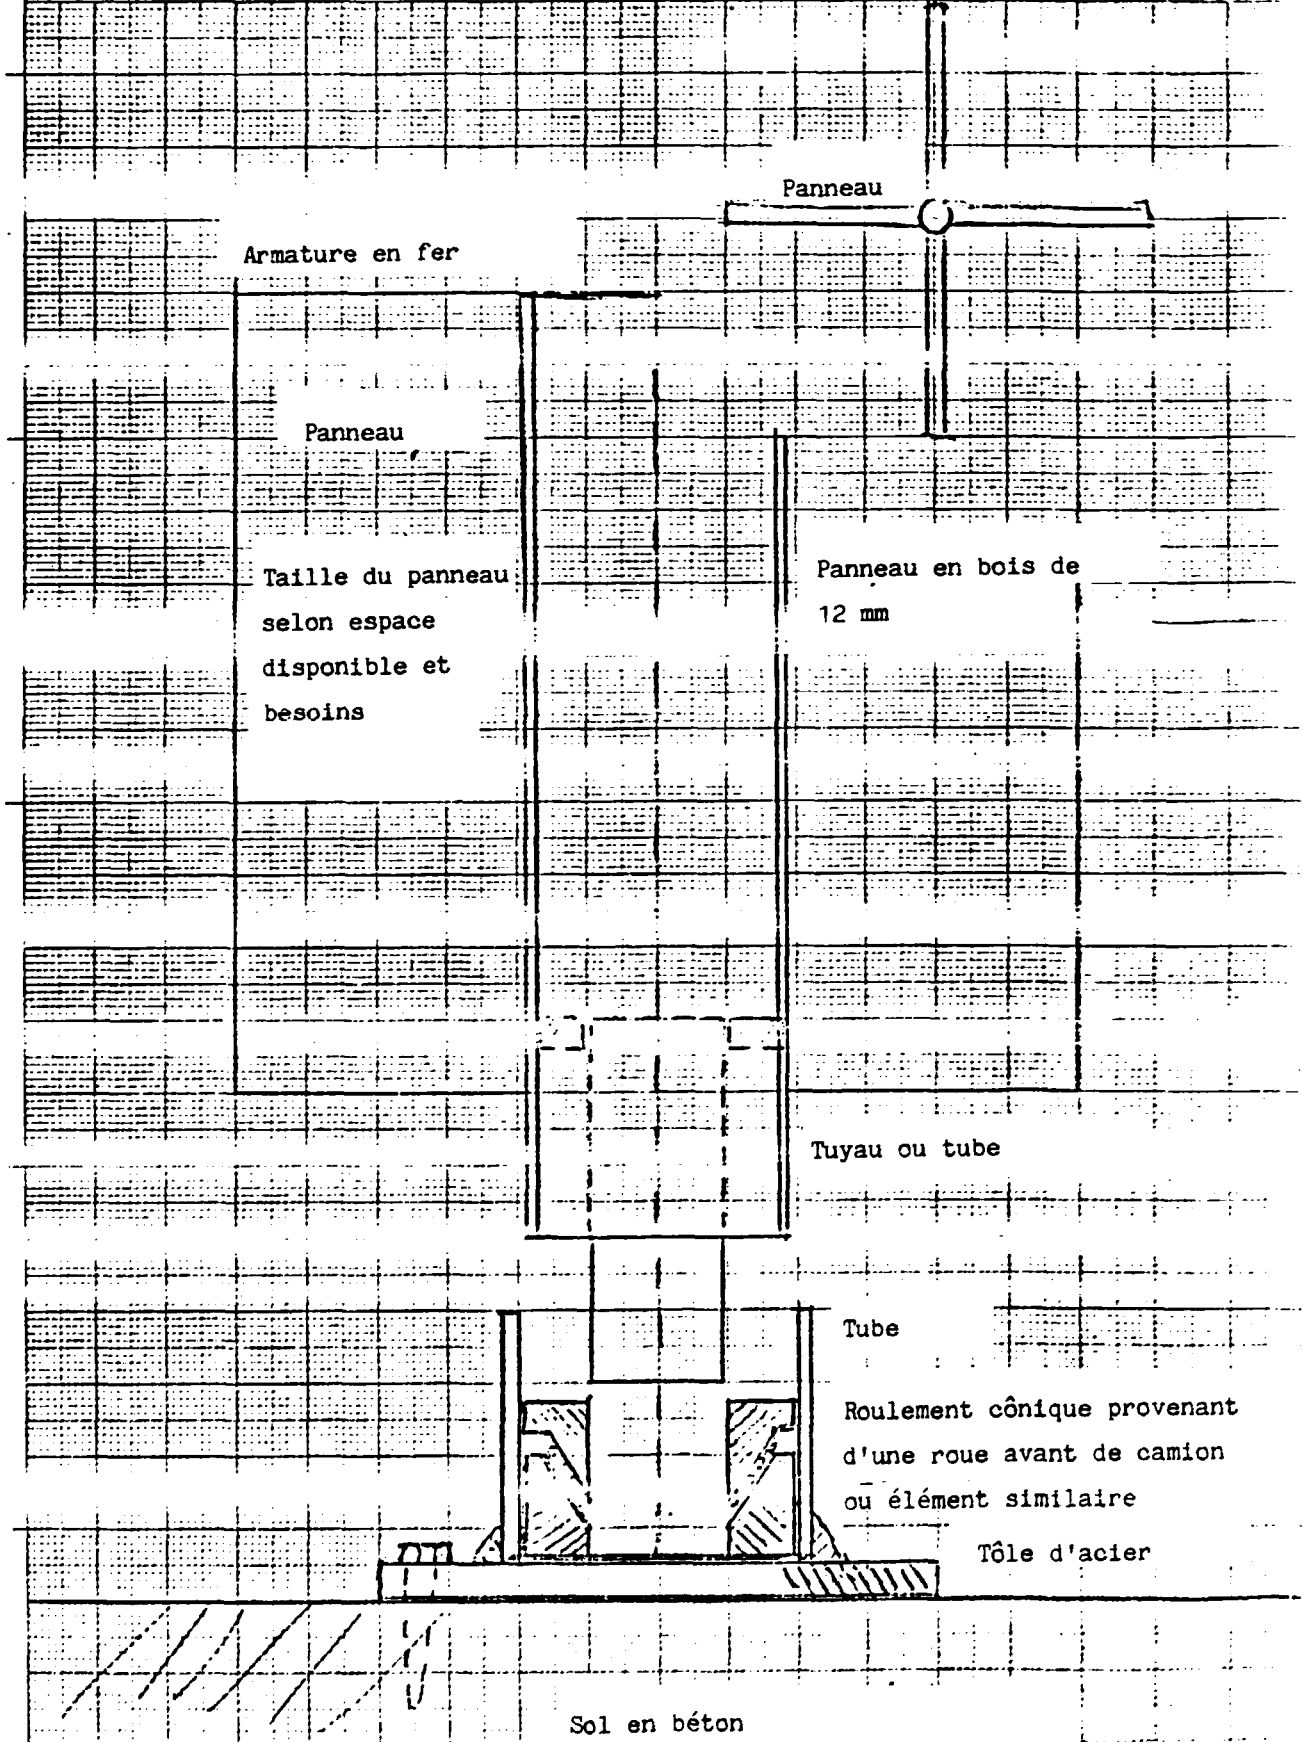 Panneau
Armature en fer
Panneau
Taille du panneau
selon espace
disponible et
besoins
Panneau en bois de
12 mm
Tuyau ou tube
Tube
Roulement cônique provenant
d'une roue avant de camion
ou élément similaire
Tôle d'acier
Sol en béton